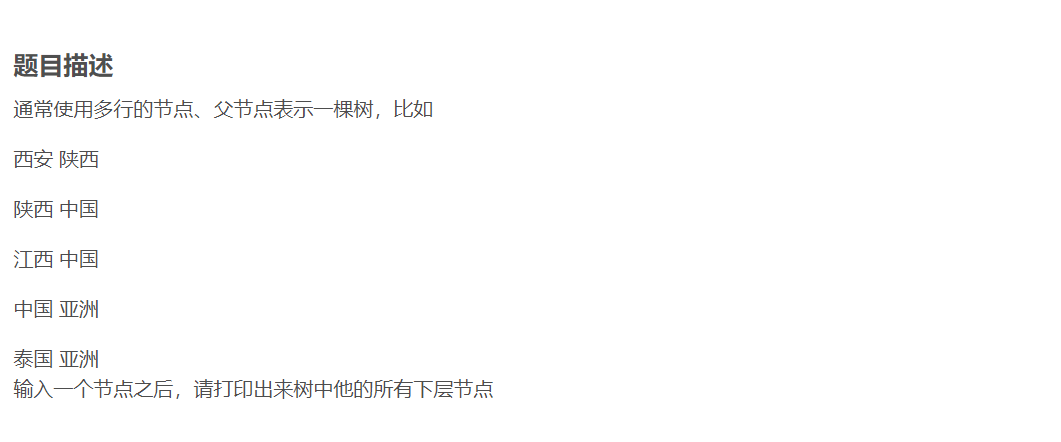 题目描述
通常使用多行的节点、父节点表示一棵树，比如
西安 陕西
陕西 中国
江西 中国
中国 亚洲
泰国 亚洲
输入一个节点之后，请打印出来树中他的所有下层节点